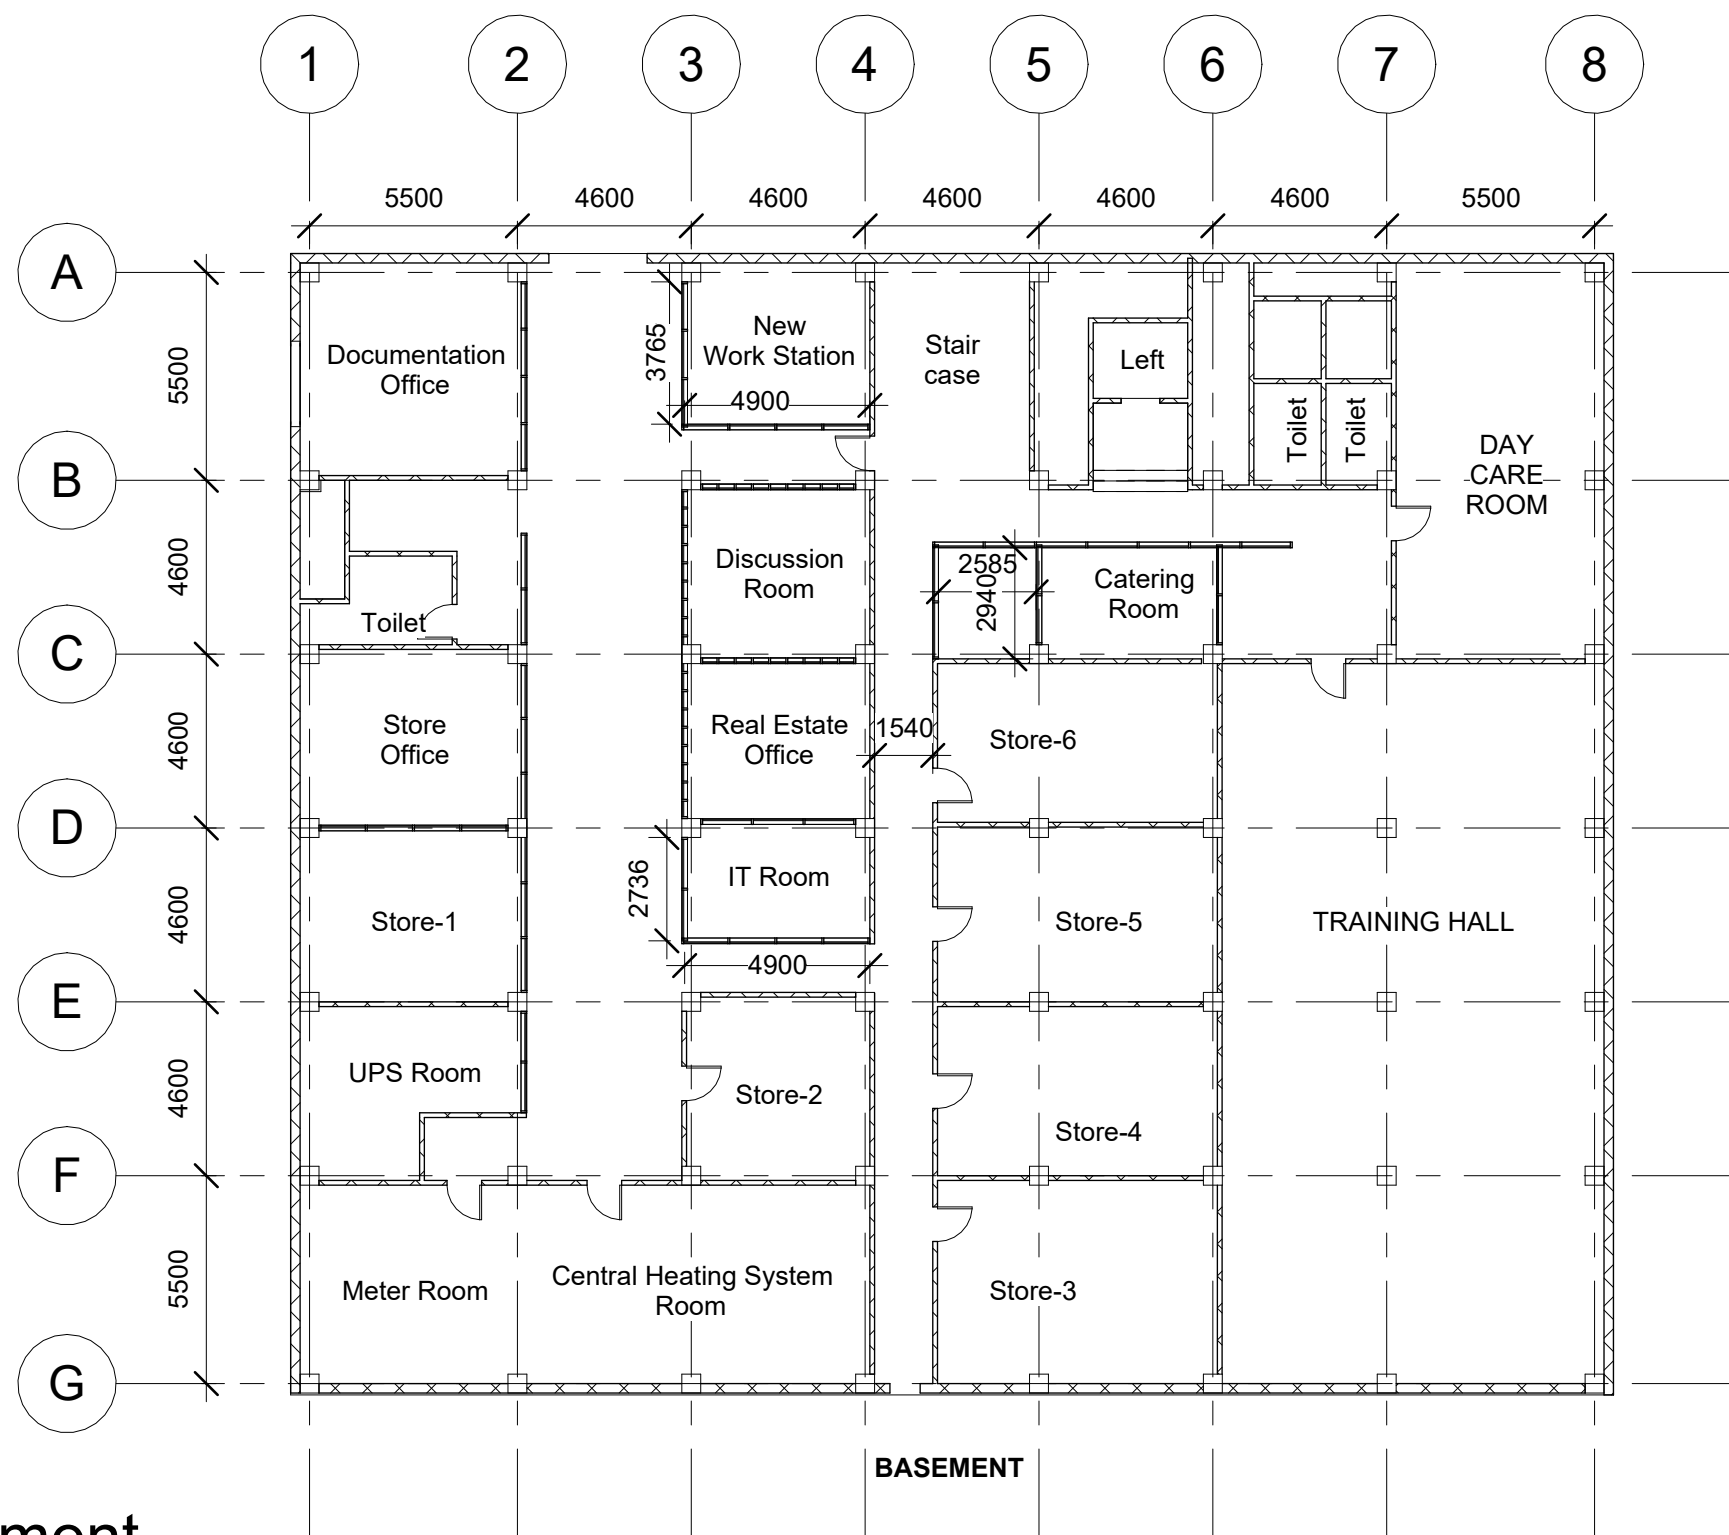 1 2 3 4 5 6 7 8
5500 4600 4600 4600 4600 4600 5500
A
B
C
D
E
F
G
5500
4600
4600
4600
4600
5500
Documentation
Office
3765
New
Work Station
4900
Stair
case
Left
Toilet
Toilet
DAY
CARE
ROOM
Toilet
Discussion
Room
2585
2940
Catering
Room
Store
Office
Real Estate
Office
1540
Store-6
Store-1
2736
IT Room
4900
Store-5
TRAINING HALL
UPS Room
Store-2
Store-4
Meter Room
Central Heating System
Room
Store-3
BASEMENT